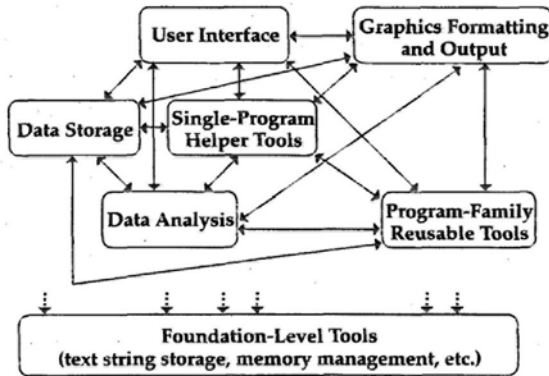 User Interface
Graphics Formatting
and Output
Data Storage
Single-Program
Helper Tools
Data Analysis
Program-Family
Reusable Tools
Foundation-Level Tools
(text string storage, memory management, etc.)